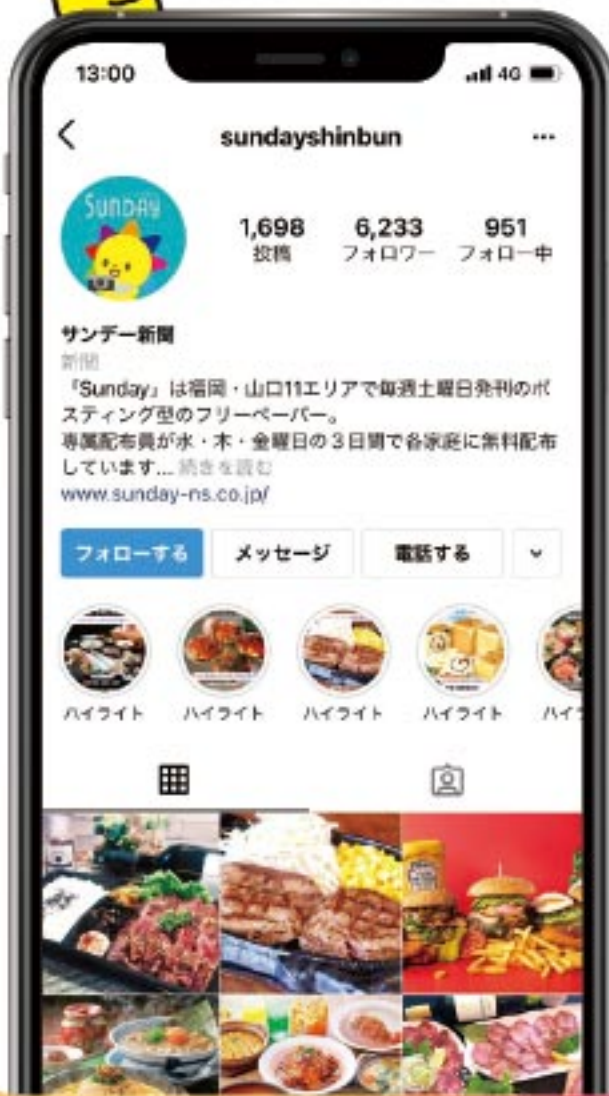 13:00
4G
sundayshinbun
SUNDAY
1,698
6,233
951
投稿
フォロワー
フォロー中
サンデー新聞
新聞
「Sunday」は福岡・山口11エリアで毎週土曜日発刊のポ
スティング型のフリーペーパー。
専属配布員が水・木・金曜日の3日間で各家庭に無料配布
しています... 続きを読む
www.sunday-ns.co.jp/
フォローする
メッセージ
電話する
ハイライト
ハイライト
ハイライト
ハイライト
ハイ